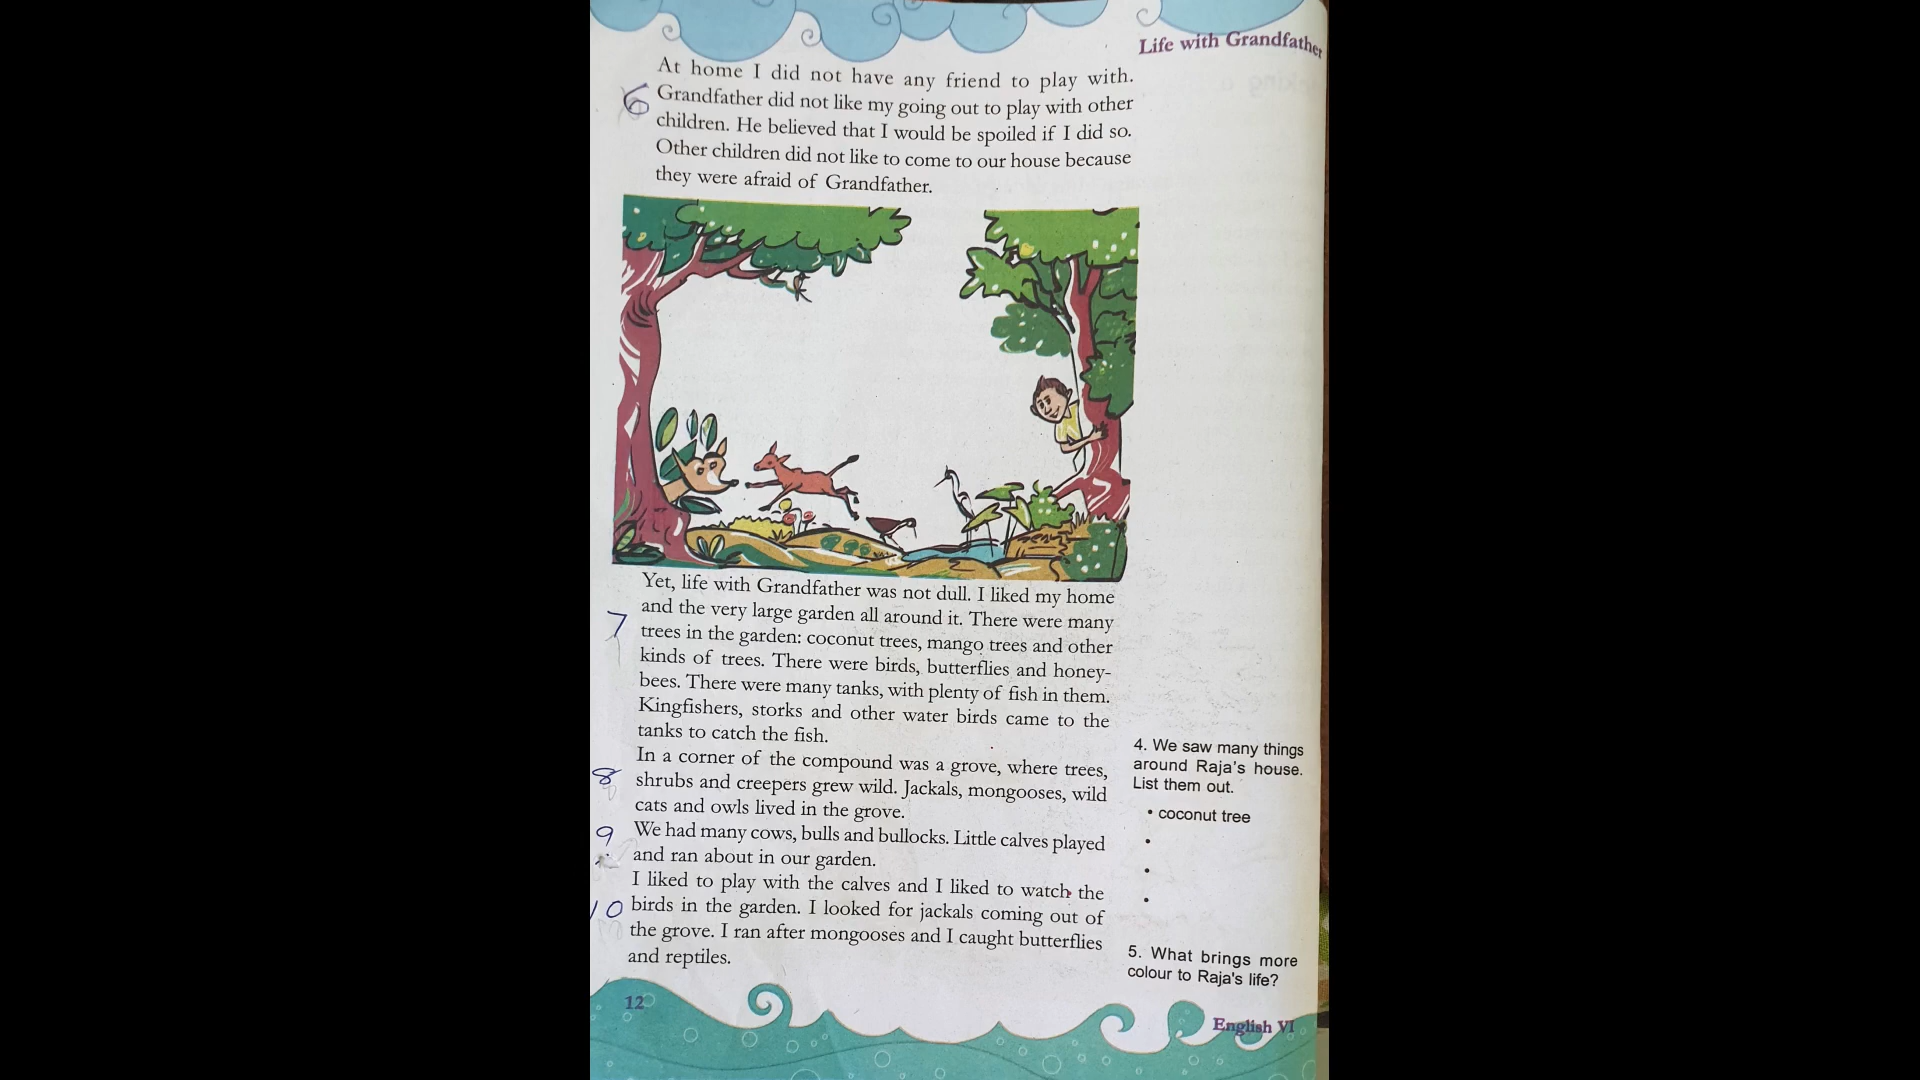 Life with Grandfather
At home I did not have any friend to play with.
6
Grandfather did not like my going out to play with other
children. He believed that I would be spoiled if I did so.
Other children did not like to come to our house because
they were afraid of Grandfather.
Yet, life with Grandfather was not dull. I liked my home
and the very large garden all around it. There were many
7
trees in the garden: coconut trees, mango trees and other
kinds of trees. There were birds, butterflies and honey-
bees. There were many tanks, with plenty of fish in them.
Kingfishers, storks and other water birds came to the
tanks to catch the fish.
In a corner of the compound was a grove, where trees,
8
shrubs and creepers grew wild. Jackals, mongooses, wild
cats and owls lived in the grove.
9
We had many cows, bulls and bullocks. Little calves played
and ran about in our garden.
I liked to play with the calves and I liked to watch the
10
birds in the garden. I looked for jackals coming out of
the grove. I ran after mongooses and I caught butterflies
and reptiles.
4. We saw many things
around Raja's house.
List them out.
• coconut tree
•
•
•
5. What brings more
colour to Raja's life?
12
English VI